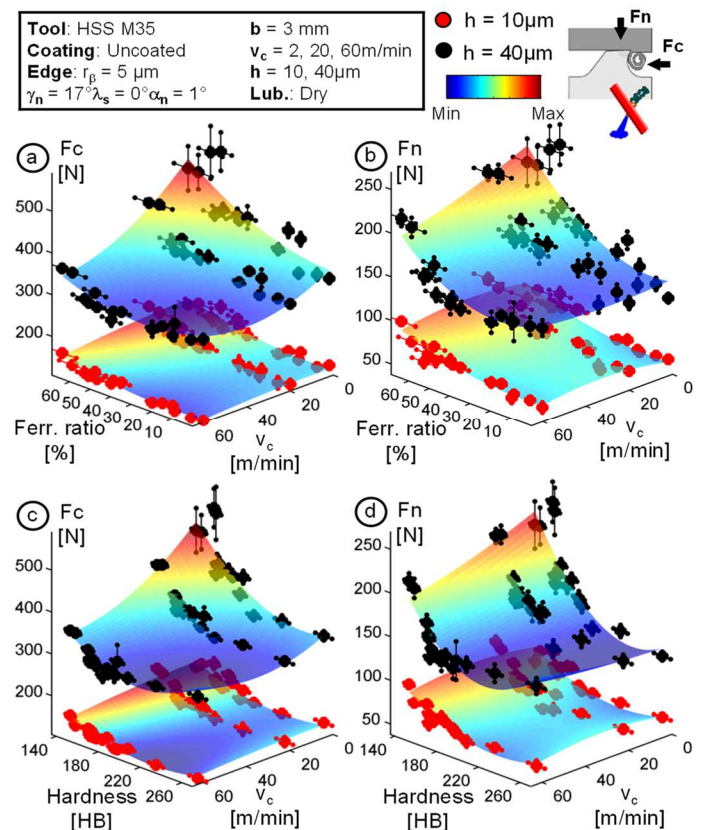 Tool: HSS M35
Coating: Uncoated
Edge: rβ = 5 µm
γn = 17°λs = 0°αn = 1°
b = 3 mm
vc = 2, 20, 60m/min
h = 10, 40µm
Lub.: Dry
h = 10µm
h = 40µm
Min
Max
Fn
Fc
a
Fc
[N]
500
400
300
200
60
50
40
30
20
10
Ferr. ratio
[%]
60
40
20
0
vc
[m/min]
b
Fn
[N]
250
200
150
100
50
60
50
40
30
20
10
Ferr. ratio
[%]
60
40
20
0
vc
[m/min]
c
Fc
[N]
500
400
300
200
140
180
220
260
Hardness
[HB]
60
40
20
0
vc
[m/min]
d
Fn
[N]
250
200
150
100
50
140
180
220
260
Hardness
[HB]
60
40
20
0
vc
[m/min]